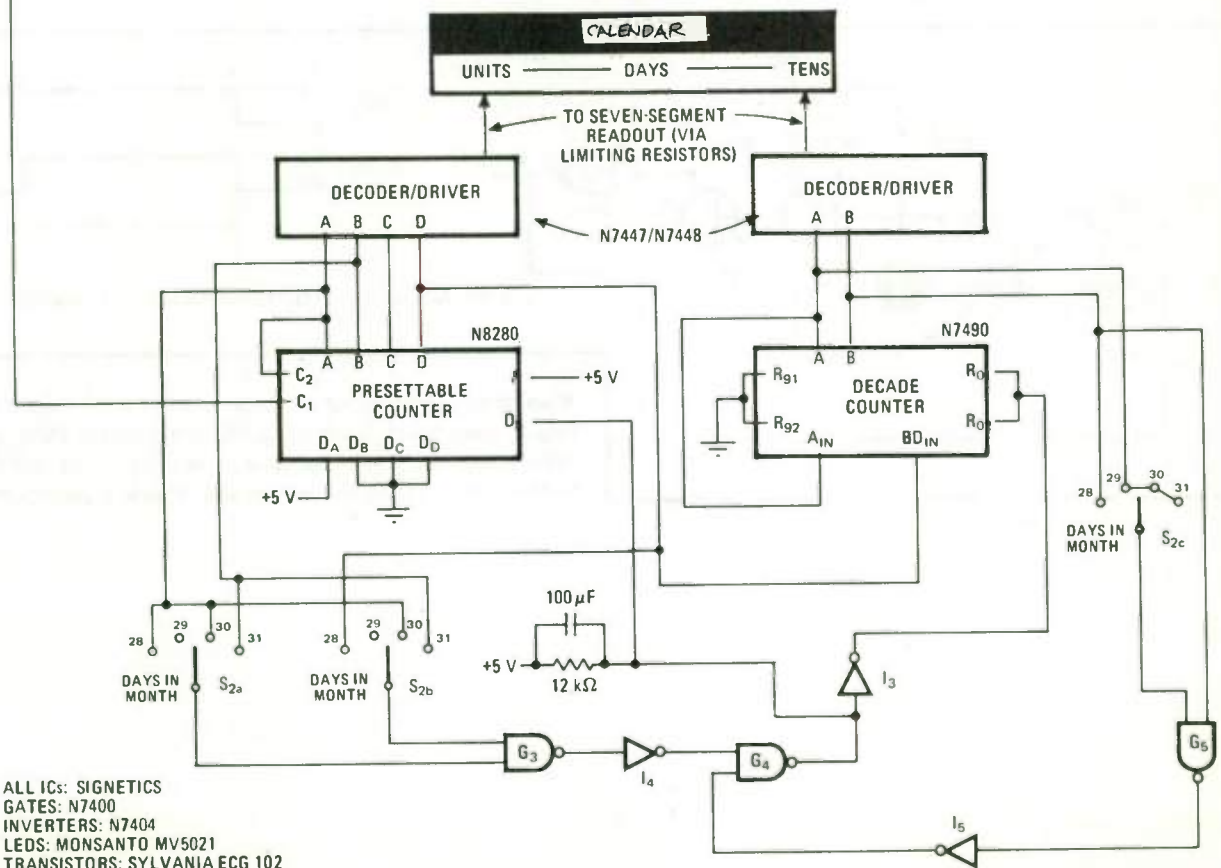 CALENDAR
UNITS DAYS TENS
TO SEVEN-SEGMENT
READOUT (VIA
LIMITING RESISTORS)
DECODER/DRIVER
A B C D
DECODER/DRIVER
A B
N7447/N7448
N8280
A B C D
C2
C1
PRESETTABLE
COUNTER
DA DB DC DD
+5 V
+5 V
N7490
A B
R91
R92
DECADE
COUNTER
R0
R0
AIN BDIN
28 29 30 31
DAYS IN
MONTH
S2c
28 29 30 31
DAYS IN
MONTH
S2a
28 29 30 31
DAYS IN
MONTH
S2b
100 μF
+5 V
12 kΩ
I3
G3
I4
G4
G5
I5
ALL ICs: SIGNETICS
GATES: N7400
INVERTERS: N7404
LEDS: MONSANTO MV5021
TRANSISTORS: SYLVANIA ECG 102